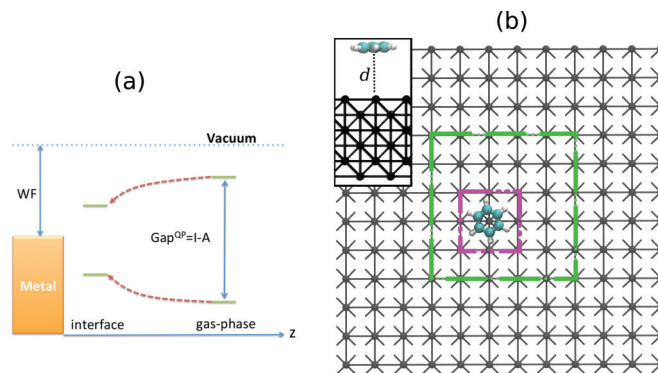 (a)
(b)
d
Vacuum
WF
Gap^QP=I-A
Metal
interface
gas-phase
z